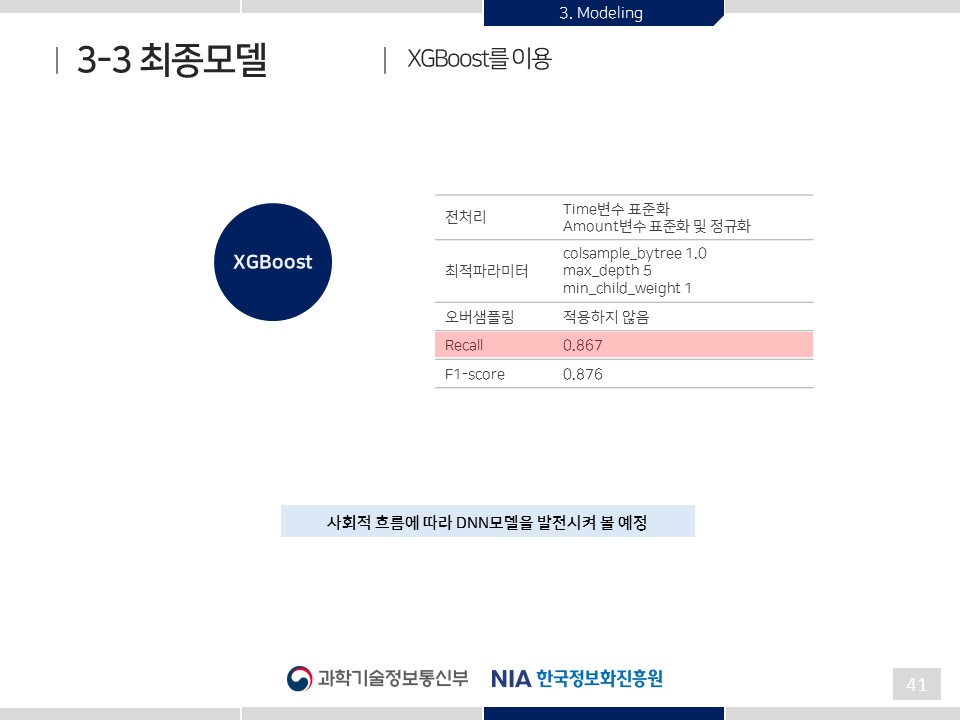 3. Modeling
3-3 최종모델
XGBoost를 이용
XGBoost
전처리
Time변수 표준화
Amount변수 표준화 및 정규화
최적파라미터
colsample_bytree 1.0
max_depth 5
min_child_weight 1
오버샘플링
적용하지 않음
Recall
0.867
F1-score
0.876
사회적 흐름에 따라 DNN모델을 발전시켜 볼 예정
과학기술정보통신부
NIA 한국정보화진흥원
41